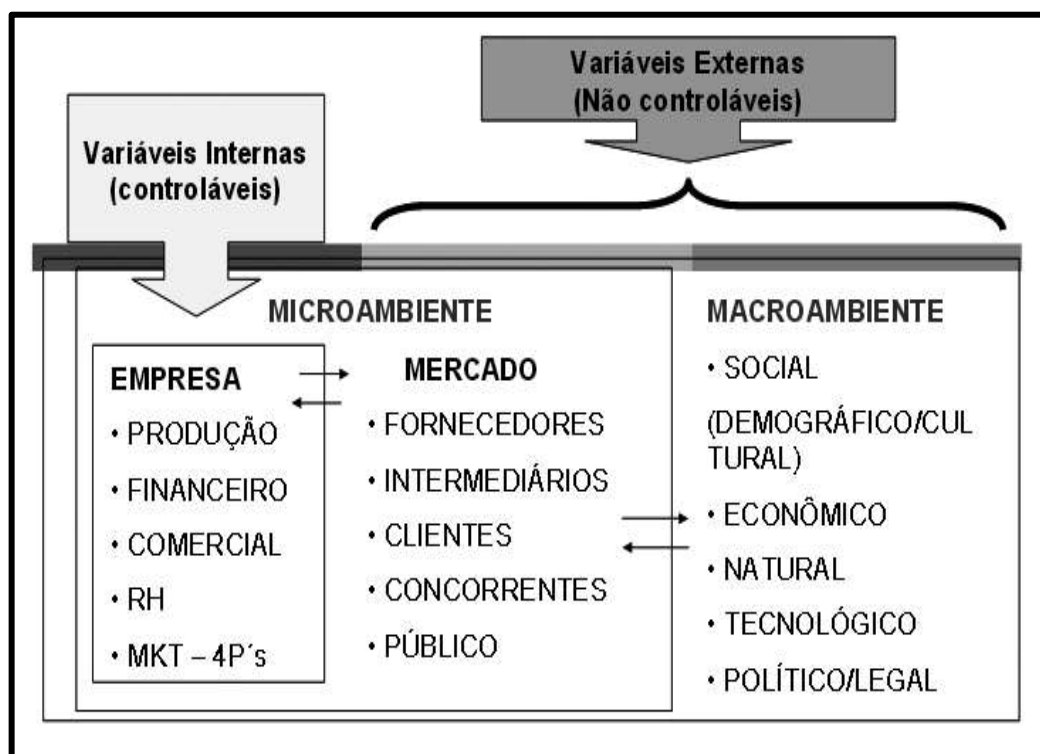 Variáveis Externas
(Não controláveis)
Variáveis Internas
(controláveis)
MICROAMBIENTE
MACROAMBIENTE
EMPRESA
• PRODUÇÃO
• FINANCEIRO
• COMERCIAL
• RH
• MKT – 4P´s
MERCADO
• FORNECEDORES
• INTERMEDIÁRIOS
• CLIENTES
• CONCORRENTES
• PÚBLICO
• SOCIAL
(DEMOGRÁFICO/CUL
TURAL)
• ECONÔMICO
• NATURAL
• TECNOLÓGICO
• POLÍTICO/LEGAL